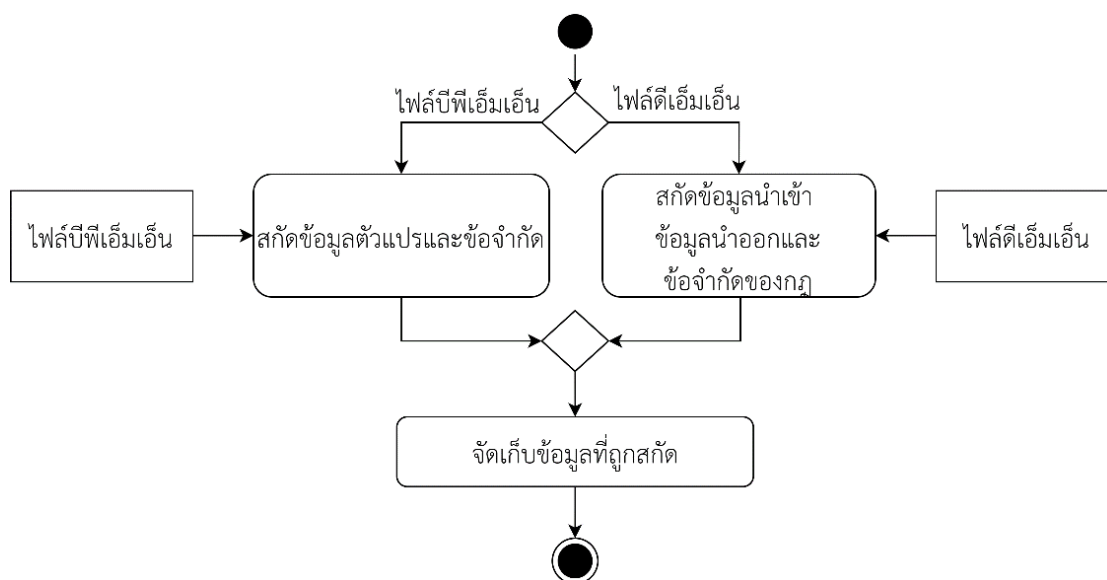 ไฟล์บีพีเอ็มเอ็น
ไฟล์ดีเอ็มเอ็น
ไฟล์บีพีเอ็มเอ็น
สกัดข้อมูลตัวแปรและข้อจำกัด
สกัดข้อมูลนำเข้า
ข้อมูลนำออกและ
ข้อจำกัดของกฎ
ไฟล์ดีเอ็มเอ็น
จัดเก็บข้อมูลที่ถูกสกัด